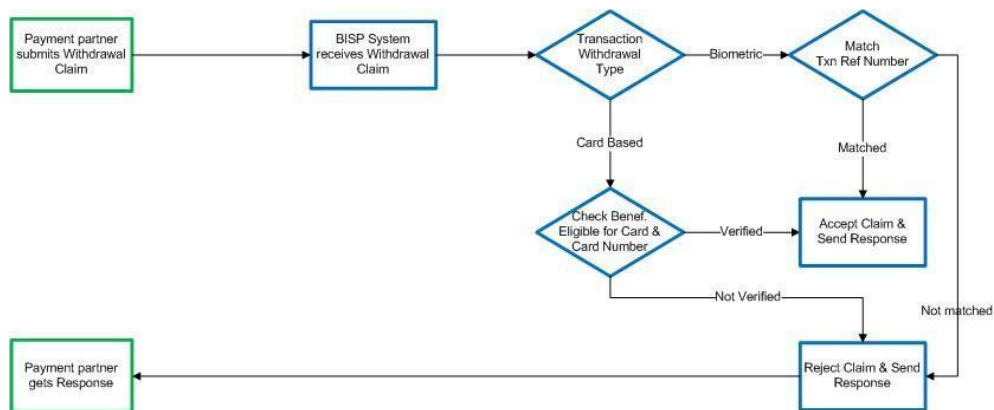 Payment partner
submits Withdrawal
Claim
BISP System
receives Withdrawal
Claim
Transaction
Withdrawal
Type
Biometric
Match
Txn Ref Number
Card Based
Matched
Check Benef.
Eligible for Card &
Card Number
Verified
Accept Claim &
Send Response
Not Verified
Not matched
Payment partner
gets Response
Reject Claim & Send
Response